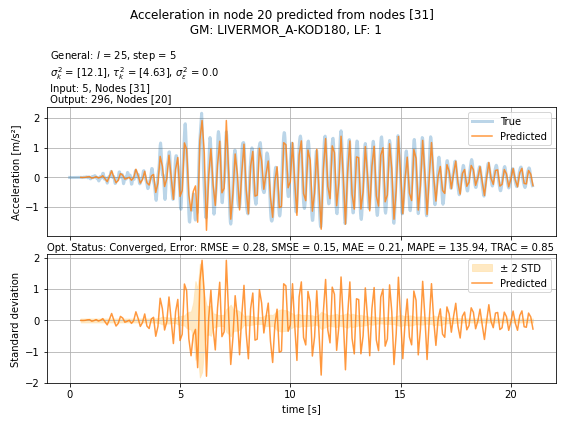 Acceleration in node 20 predicted from nodes [31]
GM: LIVERMOR_A-KOD180, LF: 1
General: l = 25, step = 5
σ²ₖ = [12.1], τ²ₖ = [4.63], σ²ε = 0.0
Input: 5, Nodes [31]
Output: 296, Nodes [20]
Acceleration [m/s²]
2
1
0
−1
True
Predicted
Opt. Status: Converged, Error: RMSE = 0.28, SMSE = 0.15, MAE = 0.21, MAPE = 135.94, TRAC = 0.85
Standard deviation
2
1
0
−1
−2
± 2 STD
Predicted
0 5 10 15 20
time [s]